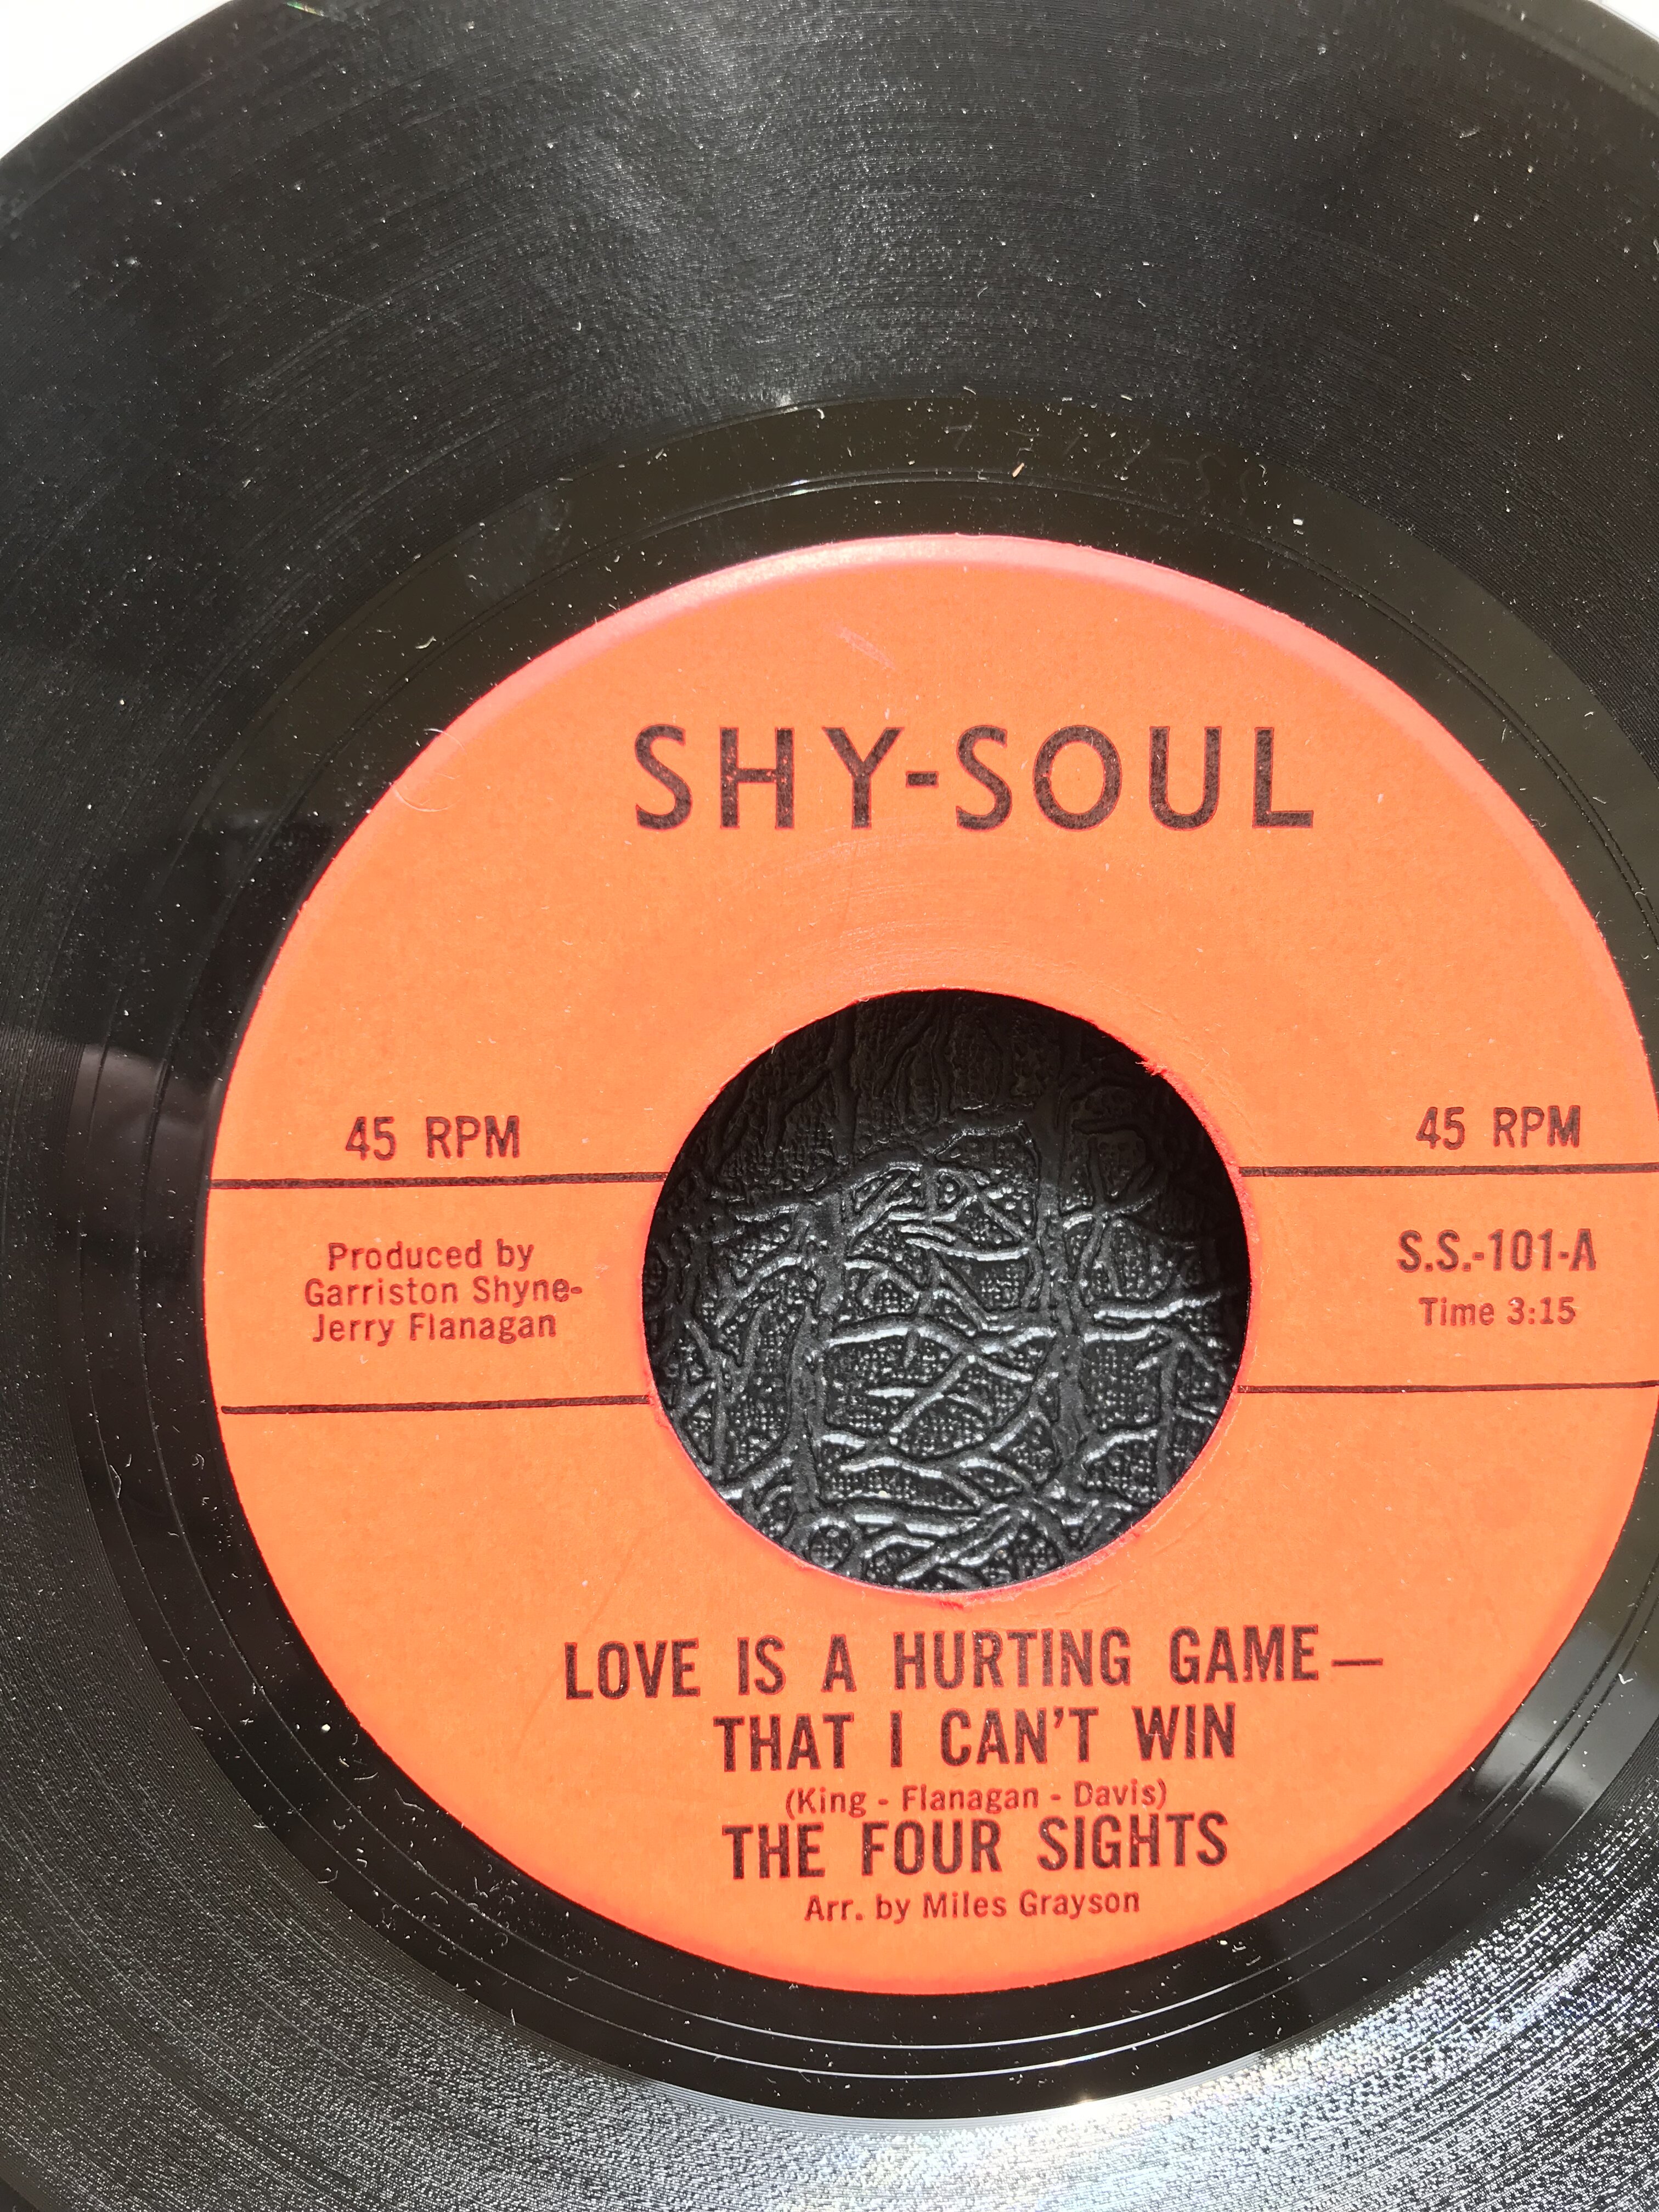 SHY-SOUL
45 RPM
45 RPM
Produced by
Garriston Shyne-
Jerry Flanagan
S.S.-101-A
Time 3:15
LOVE IS A HURTING GAME—
THAT I CAN'T WIN
(King - Flanagan - Davis)
THE FOUR SIGHTS
Arr. by Miles Grayson